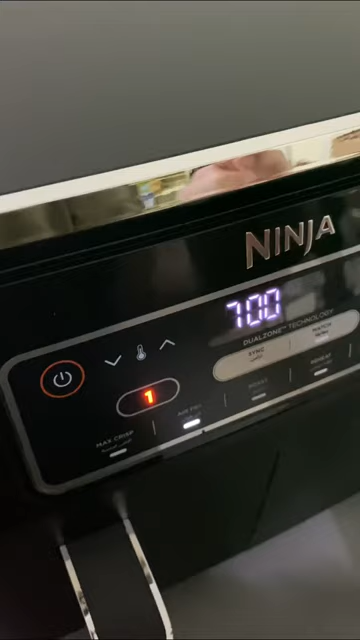 NINJA
7:00
DUALZONE™ TECHNOLOGY
SYNC
MATCH
1
MAX CRISP
AIR FRY
ROAST
REHEAT